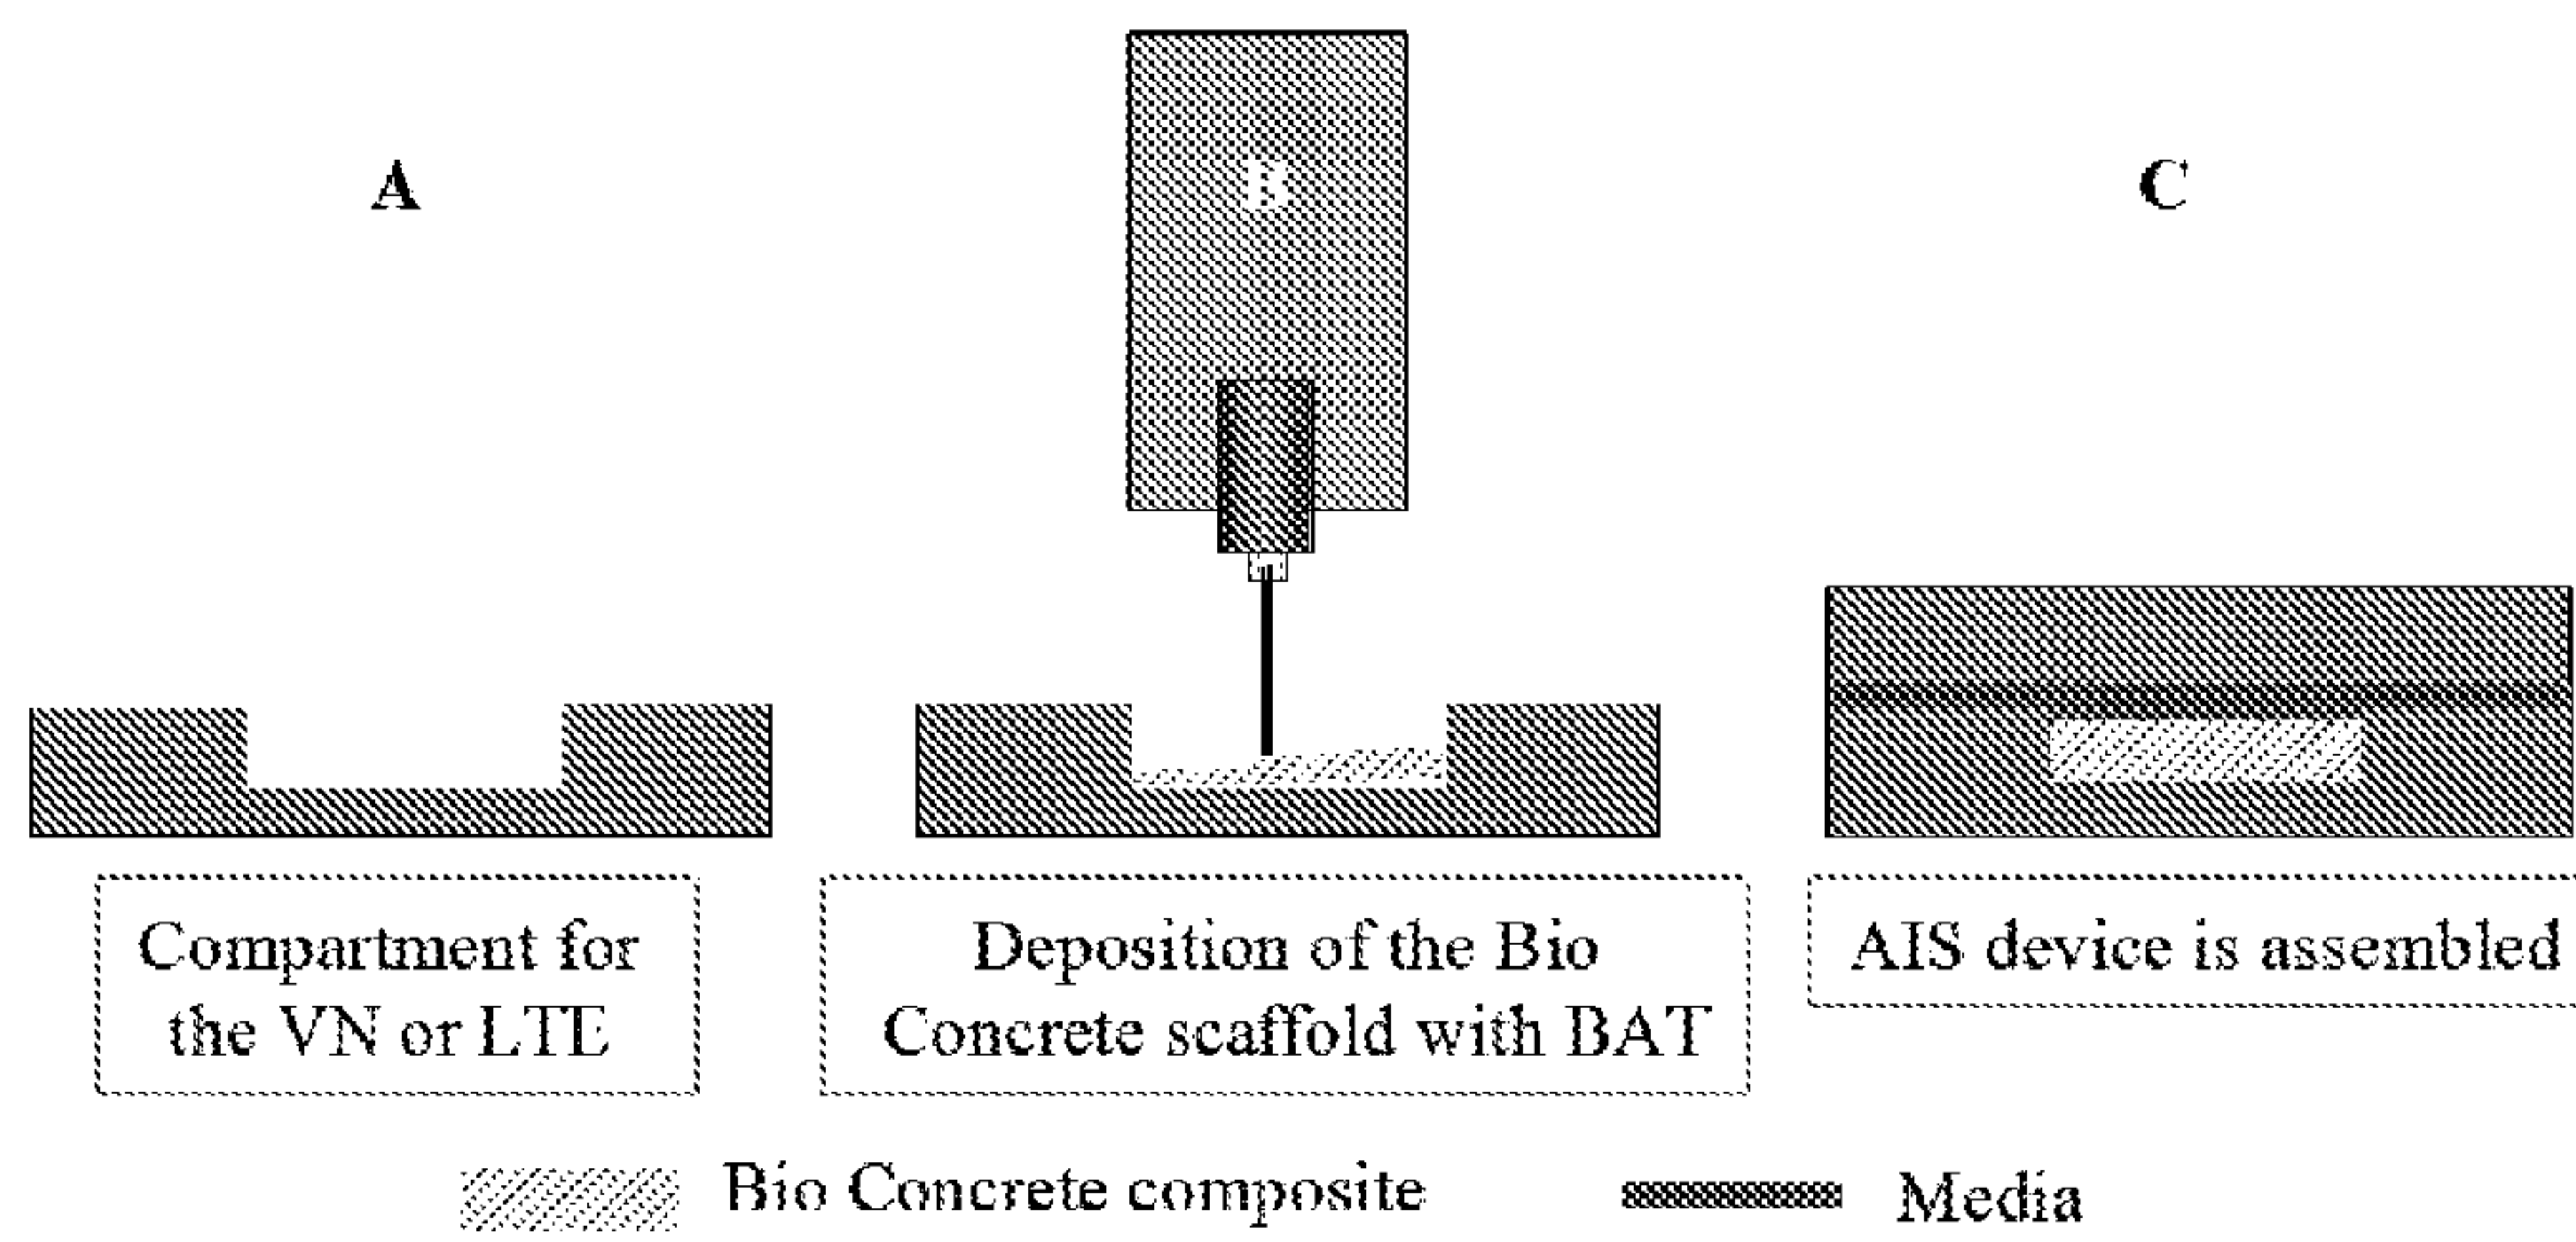 A
B
C
Compartment for
the VN or LTE
Deposition of the Bio
Concrete scaffold with BAT
AIS device is assembled
Bio Concrete composite
Media